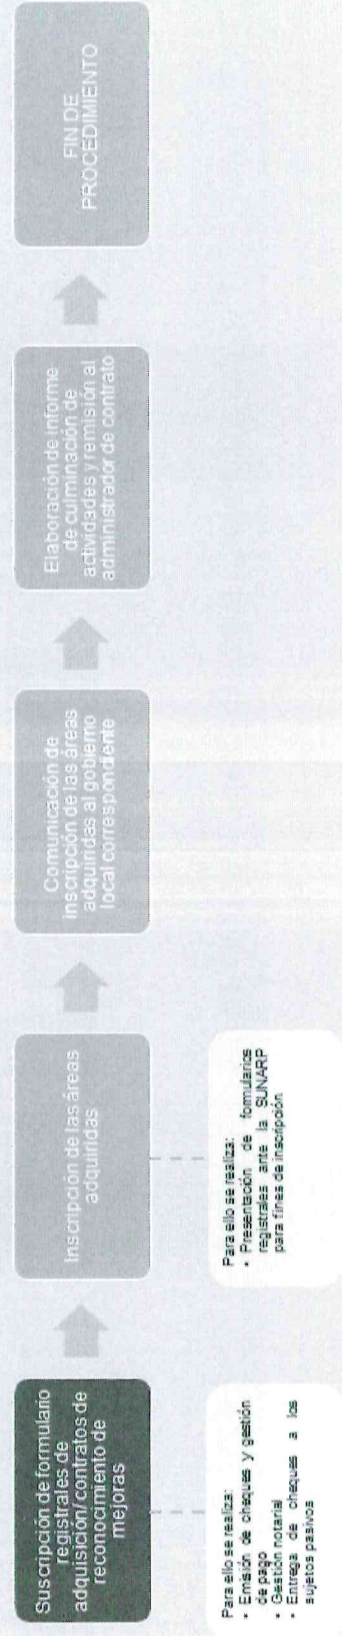 Suscripción de formulario
registrales de
adquisición/contratos de
reconocimiento de
mejoras
Para ello se realiza:
• Emisión de cheques y gestión
de pago
• Gestión notarial
• Entrega de cheques a los
sujetos pasivos
Inscripción de las áreas
adquiridas
Para ello se realiza:
• Presentación de formularios
registrales ante la SUNARP
para fines de inscripción
Comunicación de
inscripción de las áreas
adquiridas al gobierno
local correspondiente
Elaboración de informe
de culminación de
actividades y remisión al
administrador de contrato
FIN DE
PROCEDIMIENTO